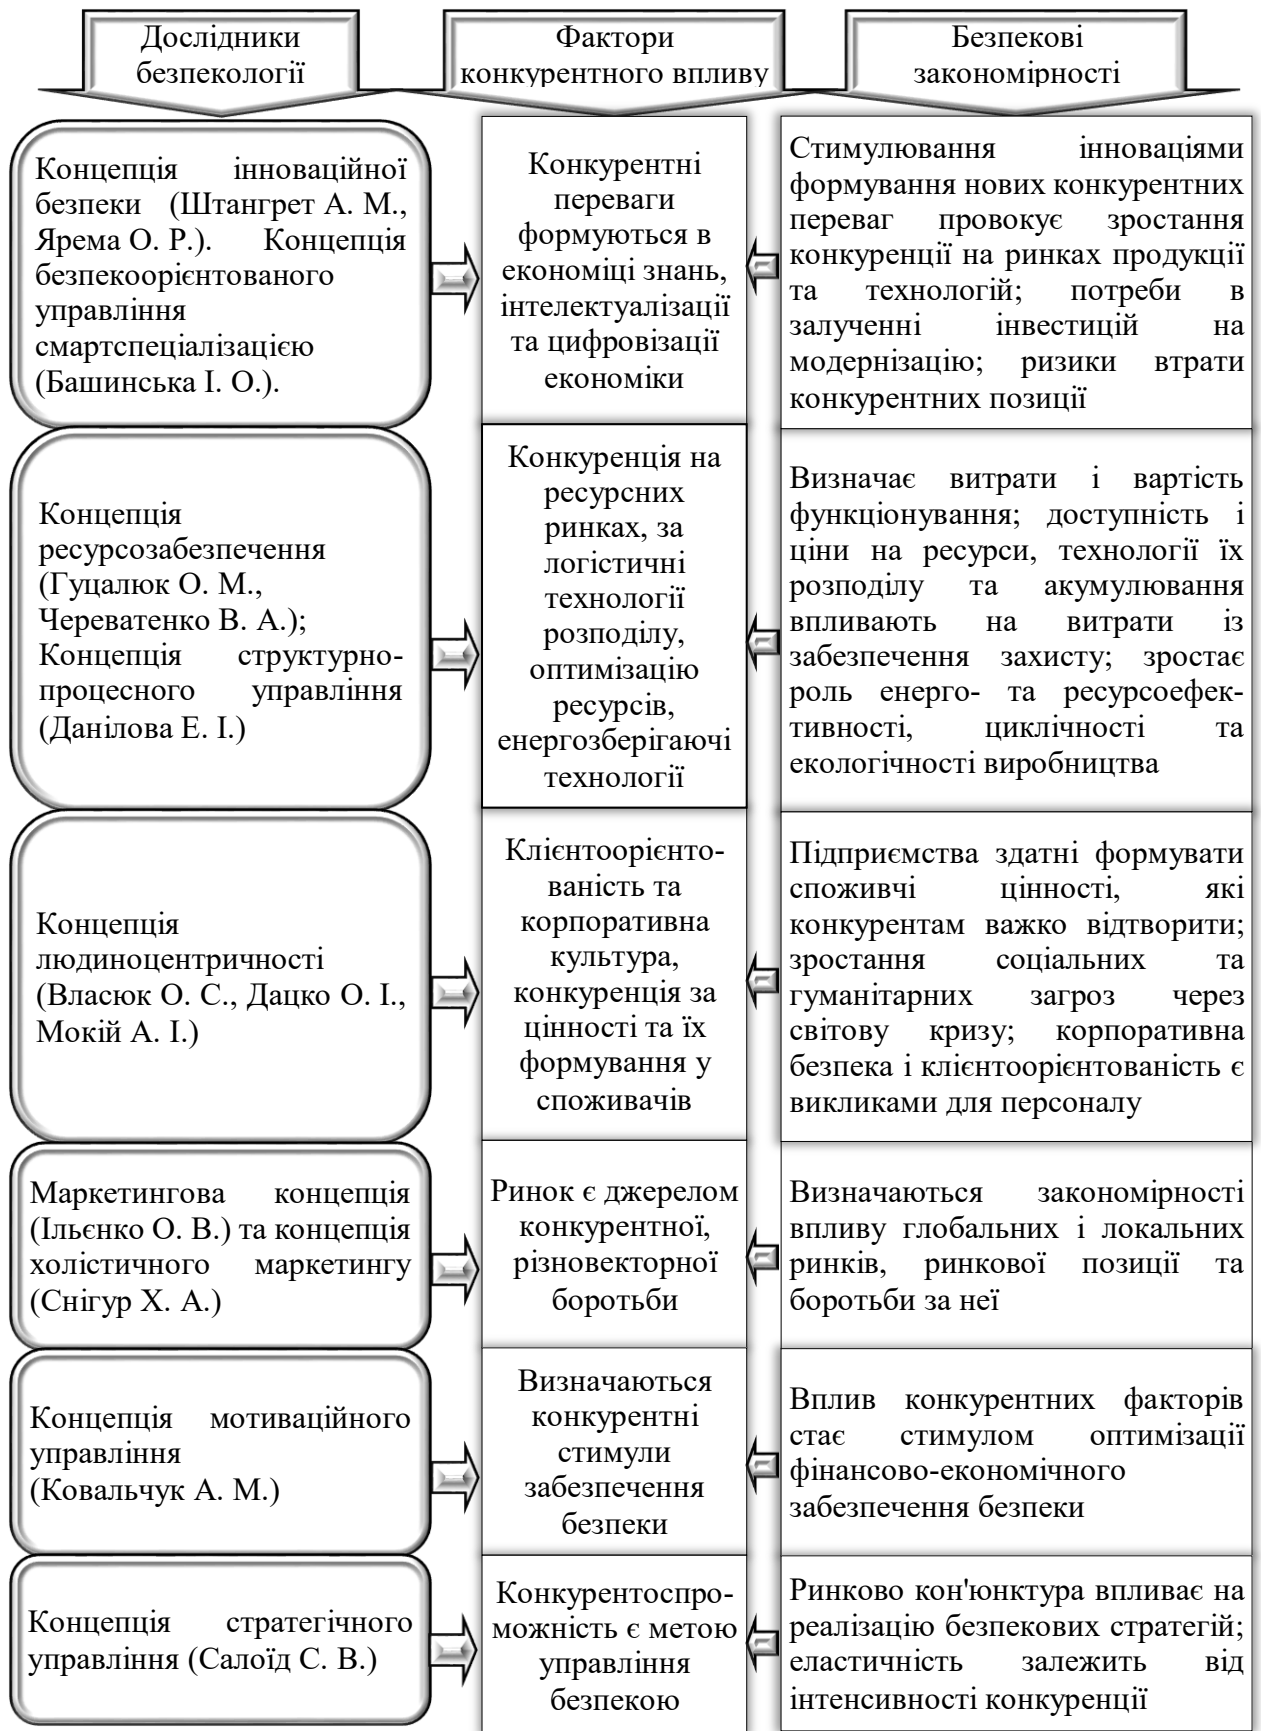 Дослідники
безпекології
Фактори
конкурентного впливу
Безпекові
закономірності
Концепція інноваційної
безпеки (Штангрет А. М.,
Ярема О. Р.). Концепція
безпекоорієнтованого
управління
смартспеціалізацією
(Башинська І. О.).
Конкурентні
переваги
формуються в
економіці знань,
інтелектуалізації
та цифровізації
економіки
Стимулювання інноваціями
формування нових конкурентних
переваг провокує зростання
конкуренції на ринках продукції
та технологій; потреби в
залученні інвестицій на
модернізацію; ризики втрати
конкурентних позиції
Концепція
ресурсозабезпечення
(Гуцалюк О. М.,
Череватенко В. А.);
Концепція структурно-
процесного управління
(Данілова Е. І.)
Конкуренція на
ресурсних
ринках, за
логістичні
технології
розподілу,
оптимізацію
ресурсів,
енергозберігаючі
технології
Визначає витрати і вартість
функціонування; доступність і
ціни на ресурси, технології їх
розподілу та акумулювання
впливають на витрати із
забезпечення захисту; зростає
роль енерго- та ресурсоефек-
тивності, циклічності та
екологічності виробництва
Концепція
людиноцентричності
(Власюк О. С., Дацко О. І.,
Мокій А. І.)
Клієнтоорієнто-
ваність та
корпоративна
культура,
конкуренція за
цінності та їх
формування у
споживачів
Підприємства здатні формувати
споживчі цінності, які
конкурентам важко відтворити;
зростання соціальних та
гуманітарних загроз через
світову кризу; корпоративна
безпека і клієнтоорієнтованість є
викликами для персоналу
Маркетингова концепція
(Ільєнко О. В.) та концепція
холістичного маркетингу
(Снігур Х. А.)
Ринок є джерелом
конкурентної,
різновекторної
боротьби
Визначаються закономірності
впливу глобальних і локальних
ринків, ринкової позиції та
боротьби за неї
Концепція мотиваційного
управління
(Ковальчук А. М.)
Визначаються
конкурентні
стимули
забезпечення
безпеки
Вплив конкурентних факторів
стає стимулом оптимізації
фінансово-економічного
забезпечення безпеки
Концепція стратегічного
управління (Салоїд С. В.)
Конкурентоспро-
можність є метою
управління
безпекою
Ринково кон'юнктура впливає на
реалізацію безпекових стратегій;
еластичність залежить від
інтенсивності конкуренції